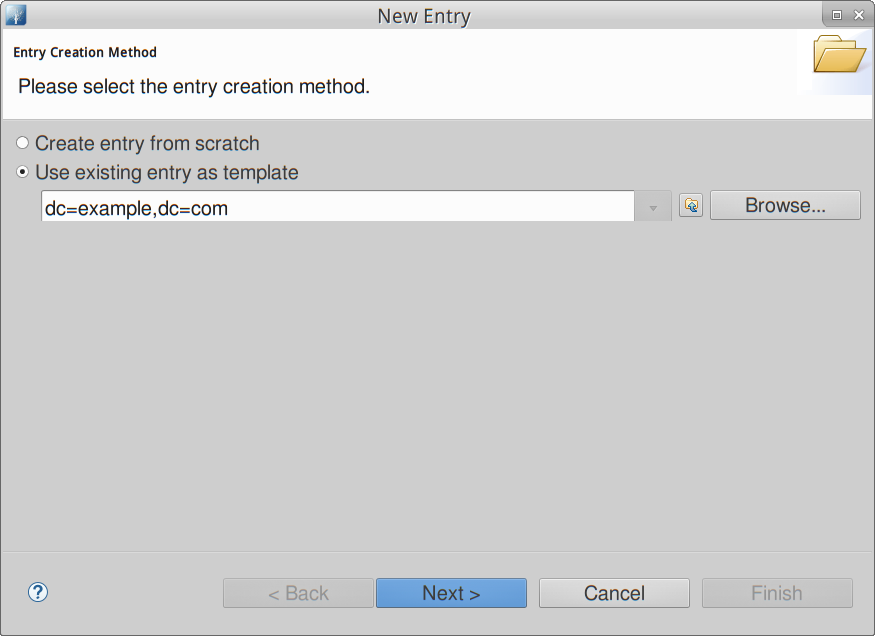 New Entry
Entry Creation Method
Please select the entry creation method.
Create entry from scratch
Use existing entry as template
dc=example,dc=com
Browse...
?
< Back
Next >
Cancel
Finish